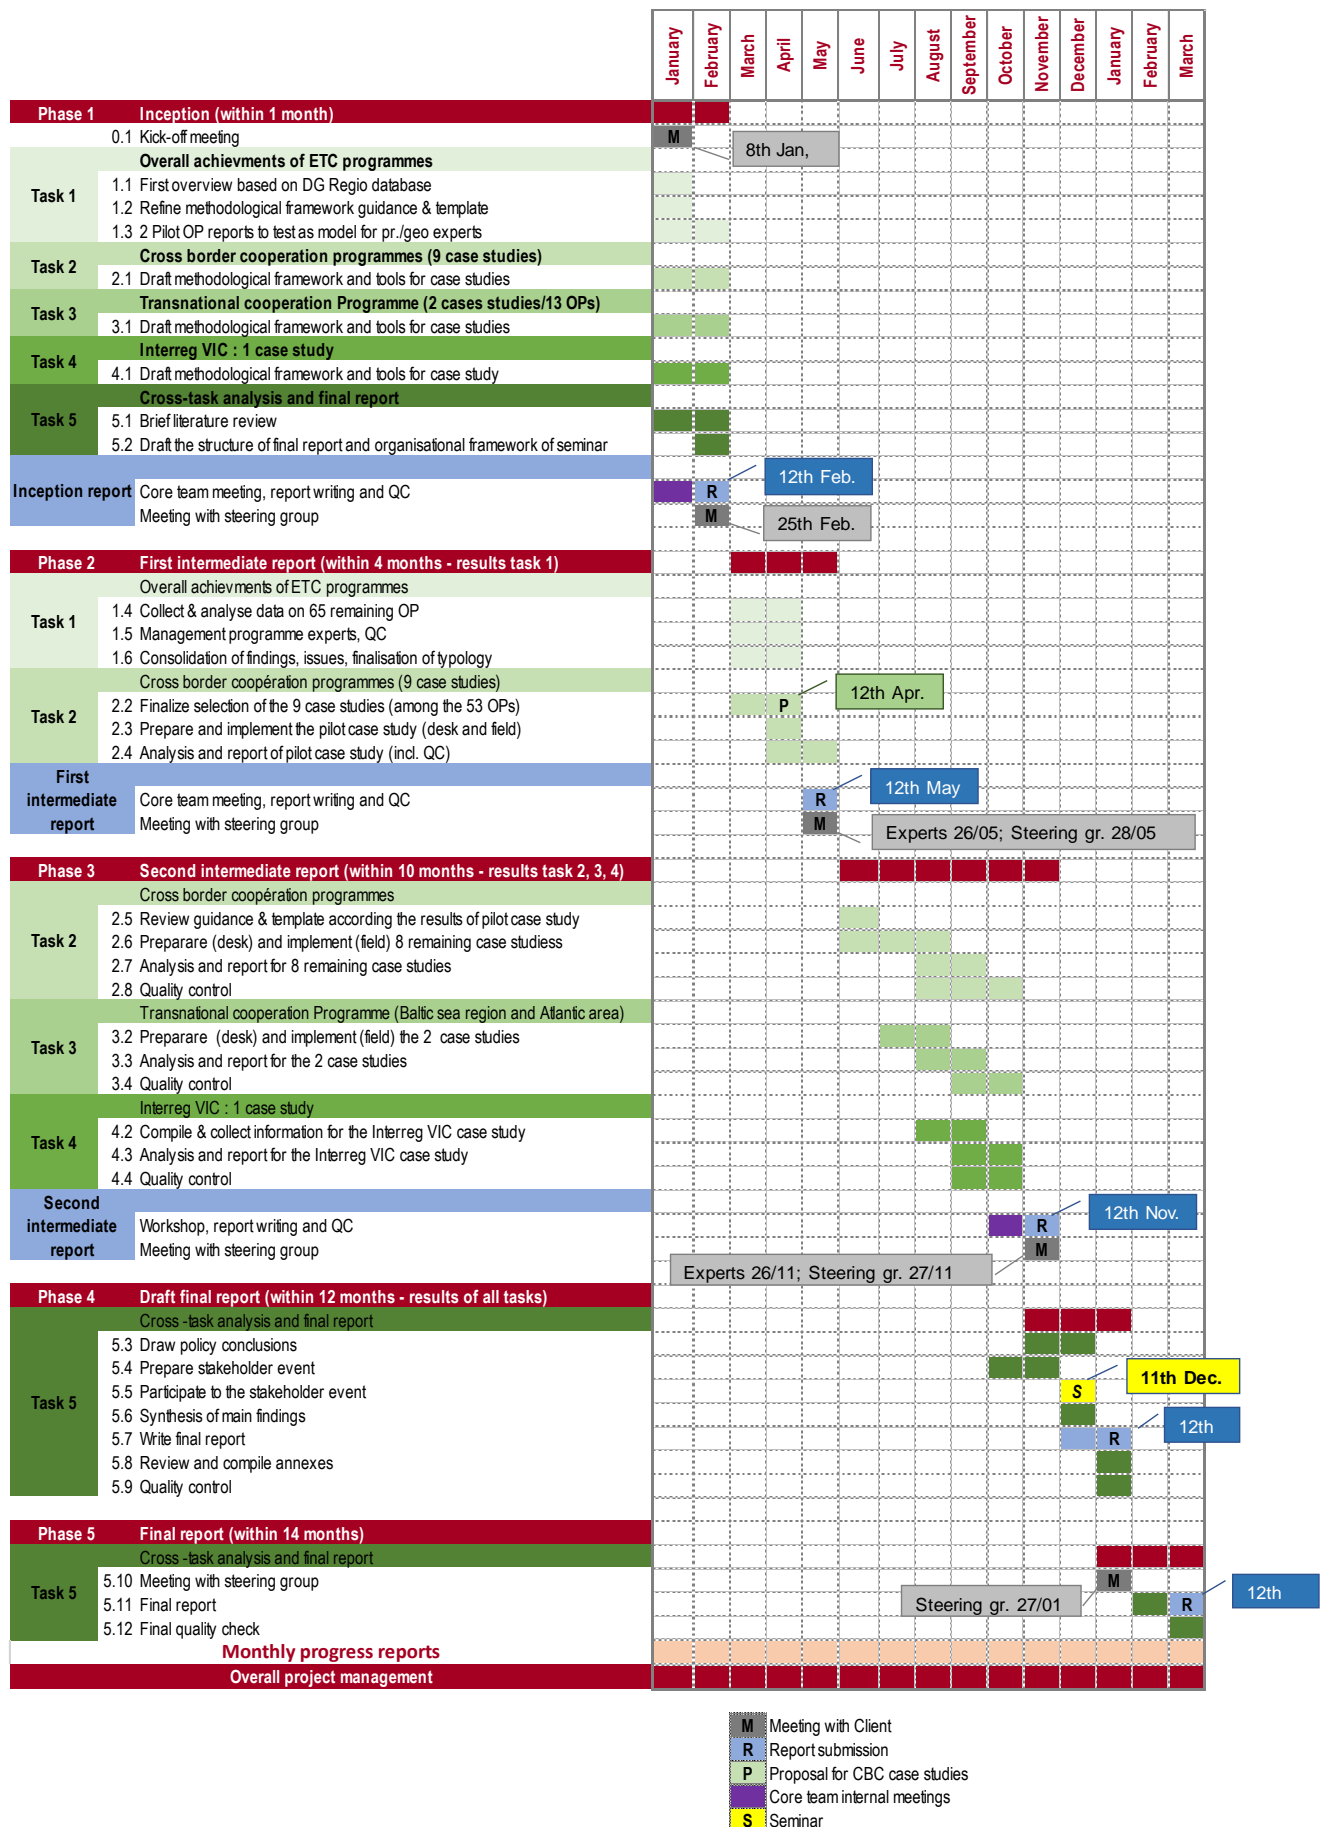 January
February
March
April
May
June
July
August
September
October
November
December
January
February
March
Phase 1 Inception (within 1 month)
0.1 Kick-off meeting M
8th Jan,
Overall achievments of ETC programmes
Task 1
1.1 First overview based on DG Regio database
1.2 Refine methodological framework guidance & template
1.3 2 Pilot OP reports to test as model for pr./geo experts
Task 2
Cross border cooperation programmes (9 case studies)
2.1 Draft methodological framework and tools for case studies
Task 3
Transnational cooperation Programme (2 cases studies/13 OPs)
3.1 Draft methodological framework and tools for case studies
Task 4
Interreg VIC : 1 case study
4.1 Draft methodological framework and tools for case study
Task 5
Cross-task analysis and final report
5.1 Brief literature review
5.2 Draft the structure of final report and organisational framework of seminar
12th Feb.
Inception report Core team meeting, report writing and QC R
Meeting with steering group M
25th Feb.
Phase 2 First intermediate report (within 4 months - results task 1)
Overall achievments of ETC programmes
Task 1
1.4 Collect & analyse data on 65 remaining OP
1.5 Management programme experts, QC
1.6 Consolidation of findings, issues, finalisation of typology
Cross border coopération programmes (9 case studies)
12th Apr.
Task 2
2.2 Finalize selection of the 9 case studies (among the 53 OPs) P
2.3 Prepare and implement the pilot case study (desk and field)
2.4 Analysis and report of pilot case study (incl. QC)
First
intermediate
report
12th May
Core team meeting, report writing and QC R
Meeting with steering group M
Experts 26/05; Steering gr. 28/05
Phase 3 Second intermediate report (within 10 months - results task 2, 3, 4)
Cross border coopération programmes
Task 2
2.5 Review guidance & template according the results of pilot case study
2.6 Preparare (desk) and implement (field) 8 remaining case studiess
2.7 Analysis and report for 8 remaining case studies
2.8 Quality control
Transnational cooperation Programme (Baltic sea region and Atlantic area)
Task 3
3.2 Preparare (desk) and implement (field) the 2 case studies
3.3 Analysis and report for the 2 case studies
3.4 Quality control
Interreg VIC : 1 case study
Task 4
4.2 Compile & collect information for the Interreg VIC case study
4.3 Analysis and report for the Interreg VIC case study
4.4 Quality control
Second
intermediate
report
12th Nov.
Workshop, report writing and QC R
Meeting with steering group M
Experts 26/11; Steering gr. 27/11
Phase 4 Draft final report (within 12 months - results of all tasks)
Cross -task analysis and final report
Task 5
5.3 Draw policy conclusions
5.4 Prepare stakeholder event
5.5 Participate to the stakeholder event S
11th Dec.
5.6 Synthesis of main findings
5.7 Write final report R
12th
5.8 Review and compile annexes
5.9 Quality control
Phase 5 Final report (within 14 months)
Cross -task analysis and final report
Task 5
5.10 Meeting with steering group M
Steering gr. 27/01
5.11 Final report R
12th
5.12 Final quality check
Monthly progress reports
Overall project management
M Meeting with Client
R Report submission
P Proposal for CBC case studies
Core team internal meetings
S Seminar